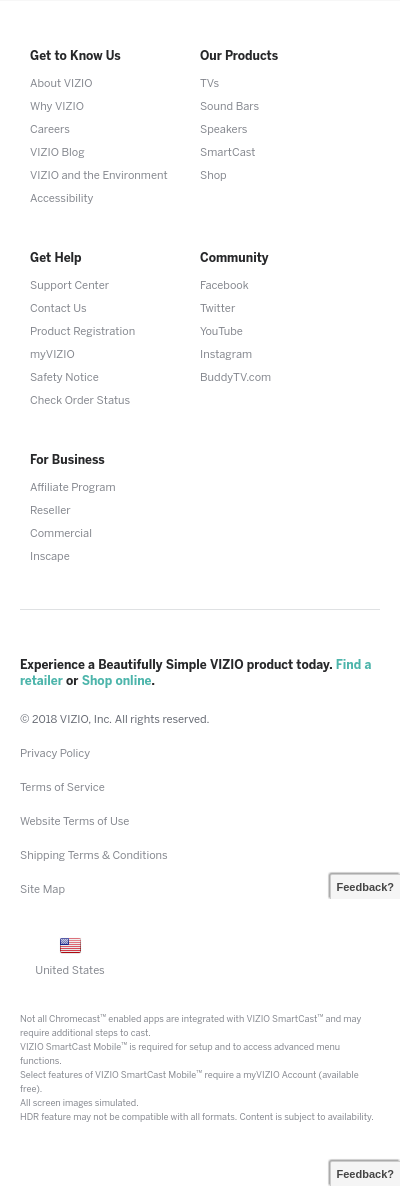 Get to Know Us
About VIZIO
Why VIZIO
Careers
VIZIO Blog
VIZIO and the Environment
Accessibility
Our Products
TVs
Sound Bars
Speakers
SmartCast
Shop
Get Help
Support Center
Contact Us
Product Registration
myVIZIO
Safety Notice
Check Order Status
Community
Facebook
Twitter
YouTube
Instagram
BuddyTV.com
For Business
Affiliate Program
Reseller
Commercial
Inscape
Experience a Beautifully Simple VIZIO product today. Find a
retailer or Shop online.
© 2018 VIZIO, Inc. All rights reserved.
Privacy Policy
Terms of Service
Website Terms of Use
Shipping Terms & Conditions
Site Map
Feedback?
United States
Not all Chromecast™ enabled apps are integrated with VIZIO SmartCast™ and may
require additional steps to cast.
VIZIO SmartCast Mobile™ is required for setup and to access advanced menu
functions.
Select features of VIZIO SmartCast Mobile™ require a myVIZIO Account (available
free).
All screen images simulated.
HDR feature may not be compatible with all formats. Content is subject to availability.
Feedback?